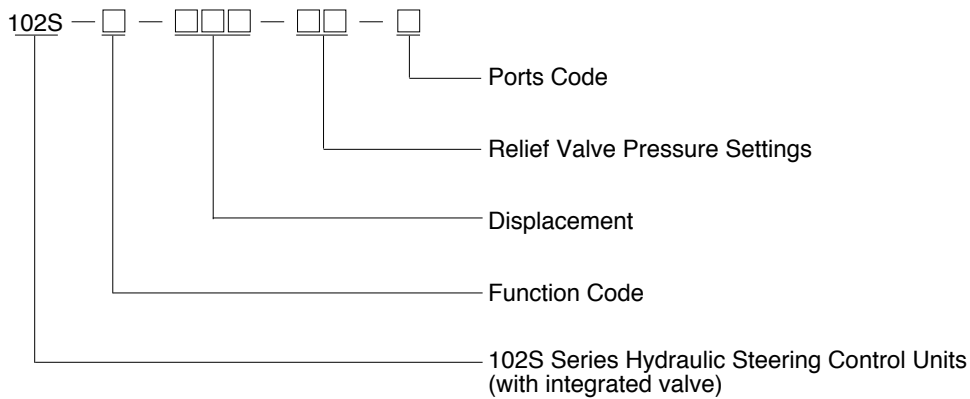 102S — □ — □□□ — □□ — □
Ports Code
Relief Valve Pressure Settings
Displacement
Function Code
102S Series Hydraulic Steering Control Units
(with integrated valve)